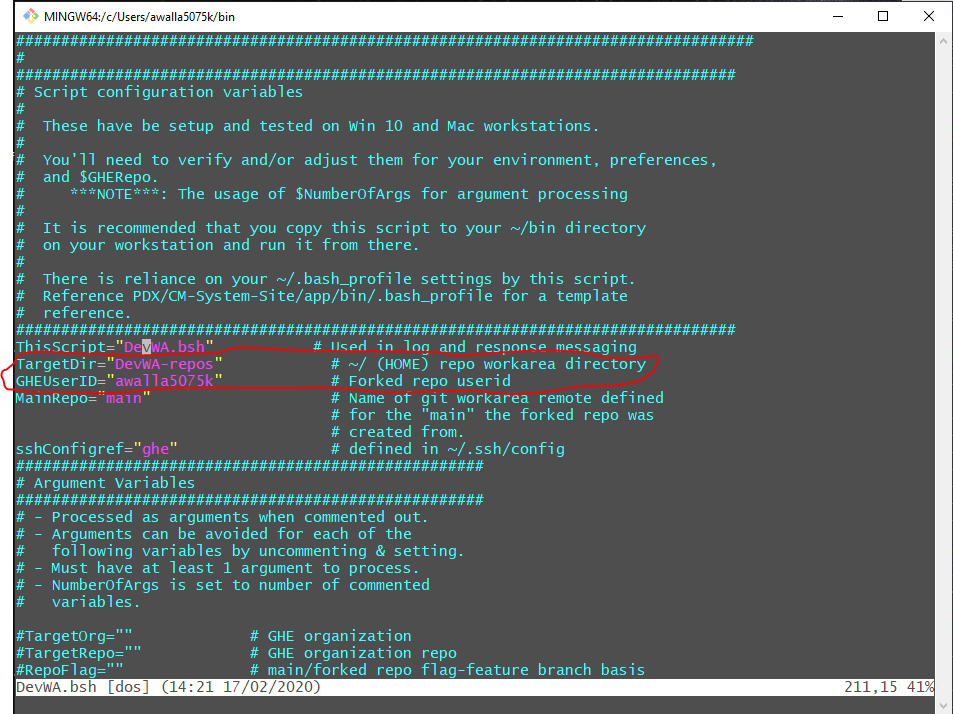 MINGW64:/c/Users/awalla5075k/bin
##################################################################################
#
################################################################################
# Script configuration variables
#
#  These have be setup and tested on Win 10 and Mac workstations.
#
#  You'll need to verify and/or adjust them for your environment, preferences,
#  and $GHERepo.
#     ***NOTE***: The usage of $NumberOfArgs for argument processing
#
#  It is recommended that you copy this script to your ~/bin directory
#  on your workstation and run it from there.
#
#  There is reliance on your ~/.bash_profile settings by this script.
#  Reference PDX/CM-System-Site/app/bin/.bash_profile for a template
#  reference.
################################################################################
ThisScript="DevWA.bsh"           # Used in log and response messaging
TargetDir="DevWA-repos"            # ~/ (HOME) repo workarea directory
GHEUserID="awalla5075k"            # Forked repo userid
MainRepo="main"                    # Name of git workarea remote defined
                                   # for the "main" the forked repo was
                                   # created from.
sshConfigref="ghe"                 # defined in ~/.ssh/config
####################################################
# Argument Variables
####################################################
# - Processed as arguments when commented out.
# - Arguments can be avoided for each of the
#   following variables by uncommenting & setting.
# - Must have at least 1 argument to process.
# - NumberOfArgs is set to number of commented
#   variables.
#TargetOrg=""             # GHE organization
#TargetRepo=""            # GHE organization repo
#RepoFlag=""              # main/forked repo flag-feature branch basis
DevWA.bsh [dos] (14:21 17/02/2020)                                                          211,15 41%